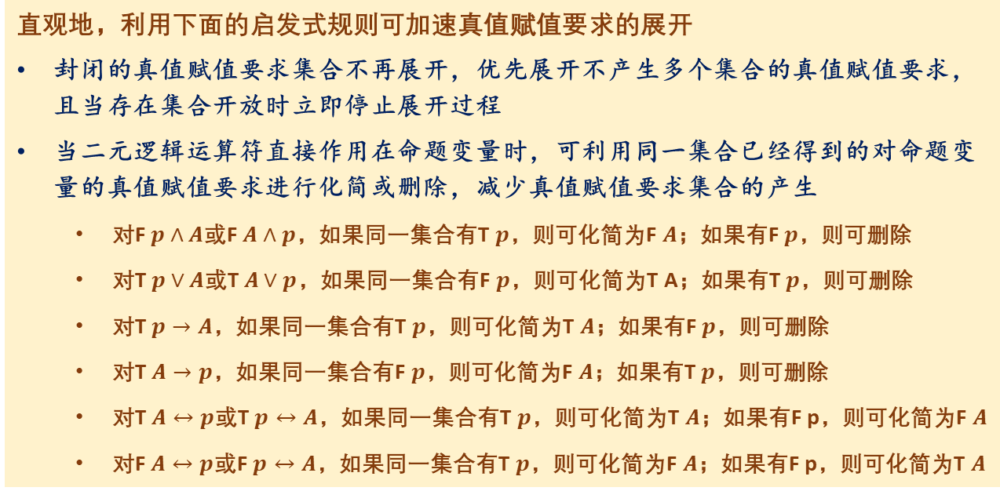 直观地，利用下面的启发式规则可加速真值赋值要求的展开
• 封闭的真值赋值要求集合不再展开，优先展开不产生多个集合的真值赋值要求，
且当存在集合开放时立即停止展开过程
• 当二元逻辑运算符直接作用在命题变量时，可利用同一集合已经得到的对命题变
量的真值赋值要求进行化简或删除，减少真值赋值要求集合的产生
• 对F p ∧ A或F A ∧ p，如果同一集合有T p，则可化简为F A；如果有F p，则可删除
• 对T p ∨ A或T A ∨ p，如果同一集合有F p，则可化简为T A；如果有T p，则可删除
• 对T p → A，如果同一集合有T p，则可化简为T A；如果有F p，则可删除
• 对T A → p，如果同一集合有F p，则可化简为F A；如果有T p，则可删除
• 对T A ↔ p或T p ↔ A，如果同一集合有T p，则可化简为T A；如果有F p，则可化简为F A
• 对F A ↔ p或F p ↔ A，如果同一集合有T p，则可化简为F A；如果有F p，则可化简为T A